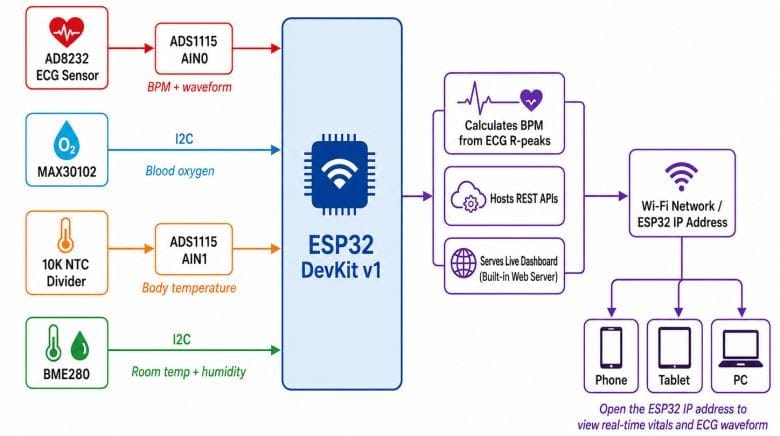 AD8232
ECG Sensor
ADS1115
AIN0
BPM + waveform
O₂
MAX30102
I2C
Blood oxygen
10K NTC
Divider
ADS1115
AIN1
Body temperature
BME280
I2C
Room temp + humidity
ESP32
DevKit v1
Calculates BPM
from ECG R-peaks
Hosts REST APIs
Serves Live Dashboard
(Built-in Web Server)
Wi-Fi Network /
ESP32 IP Address
Phone
Tablet
PC
Open the ESP32 IP address to
view real-time vitals and ECG waveform